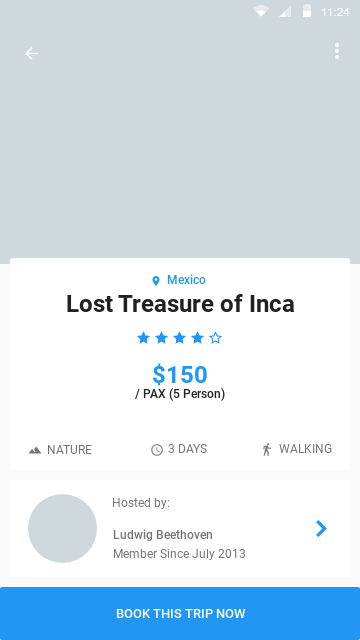 11:24
Mexico
Lost Treasure of Inca
$150
/ PAX (5 Person)
NATURE
3 DAYS
WALKING
Hosted by:
Ludwig Beethoven
Member Since July 2013
BOOK THIS TRIP NOW